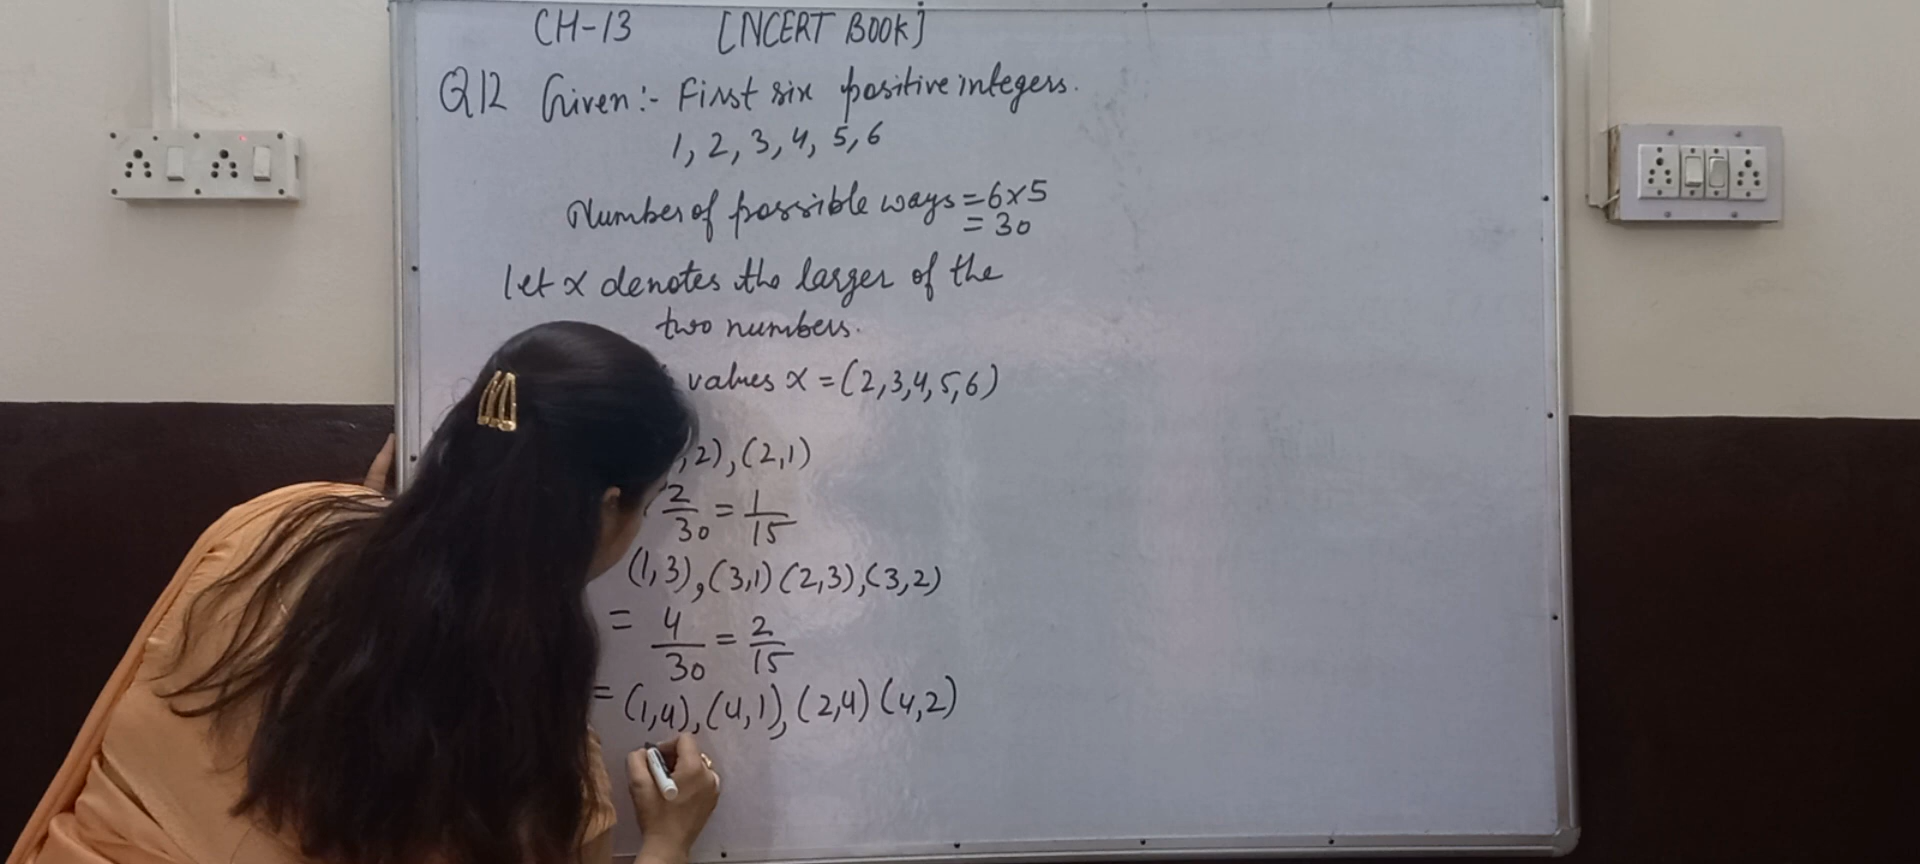 CH-13 [NCERT BOOK]
Q12 Given:- First six positive integers.
1, 2, 3, 4, 5, 6
Number of possible ways = 6x5
= 30
let x denotes the larger of the
two numbers.
values x = (2,3,4,5,6)
,2), (2,1)
2/30 = 1/15
(1,3), (3,1) (2,3), (3,2)
= 4/30 = 2/15
= (1,4), (4,1), (2,4) (4,2)